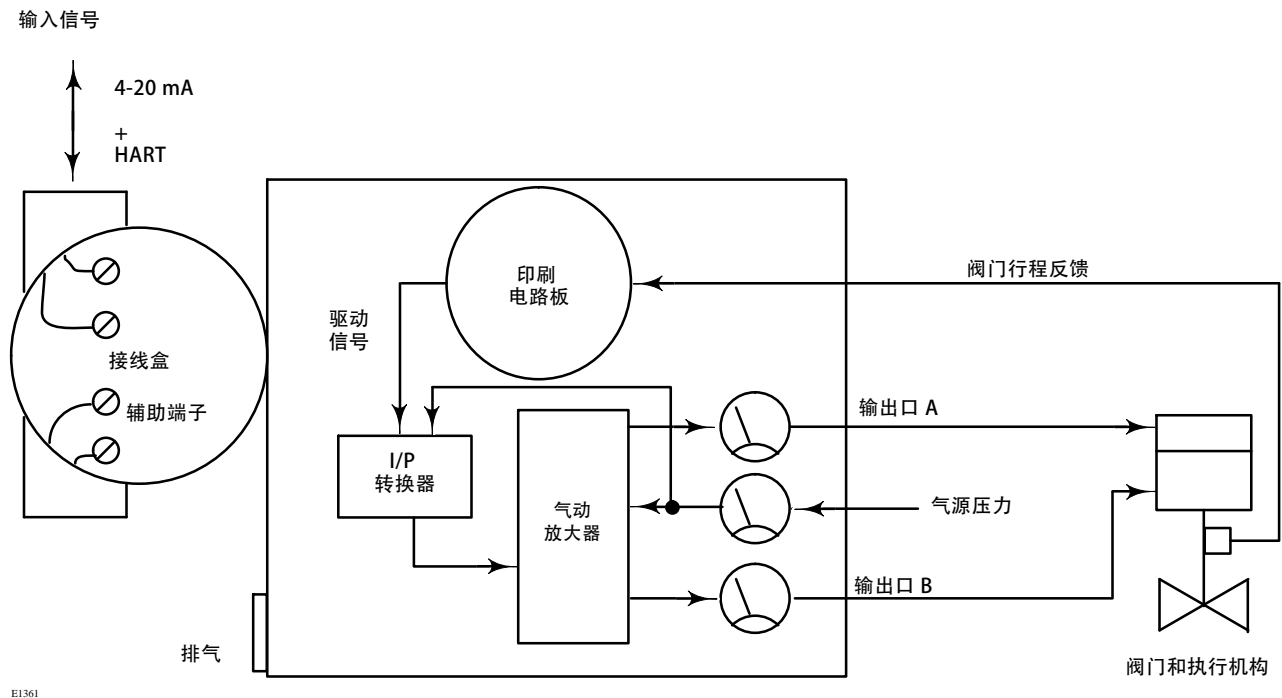 输入信号
4-20 mA
+
HART
接线盒
辅助端子
印刷
电路板
阀门行程反馈
驱动
信号
I/P
转换器
气动
放大器
输出口 A
气源压力
输出口 B
排气
阀门和执行机构
E1361